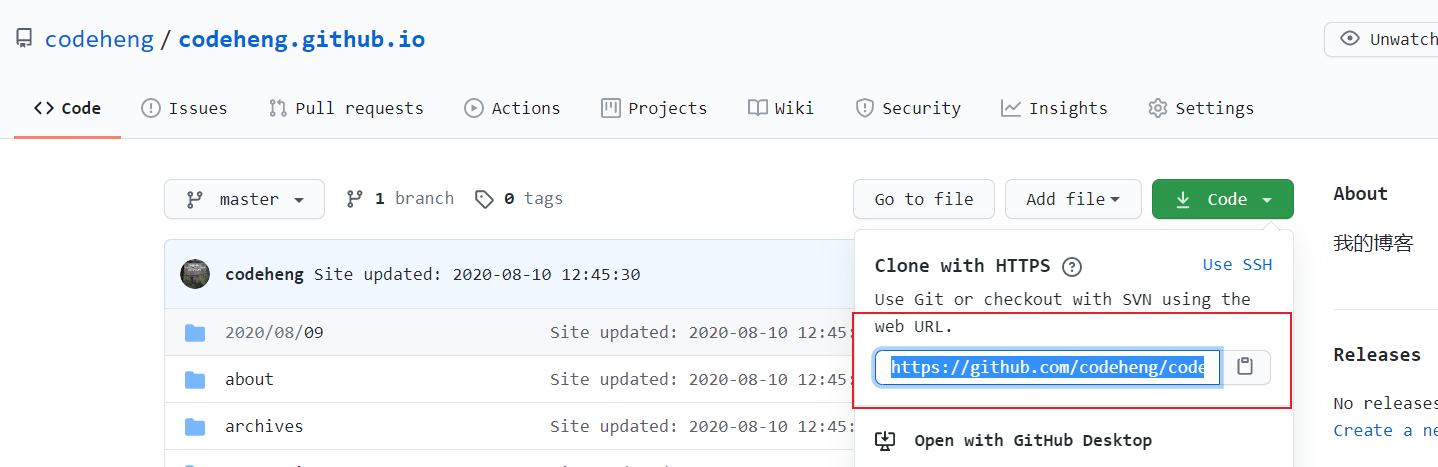 codeheng / codeheng.github.io
Unwatch
Code Issues Pull requests Actions Projects Wiki Security Insights Settings
master 1 branch 0 tags
Go to file Add file Code
About
我的博客
codeheng Site updated: 2020-08-10 12:45:30
Clone with HTTPS ? Use SSH
Use Git or checkout with SVN using the
web URL.
https://github.com/codeheng/code
2020/08/09 Site updated: 2020-08-10 12:45:
about Site updated: 2020-08-10 12:45:
archives Site updated: 2020-08-10 12:45:
Open with GitHub Desktop
Releases
No releases
Create a ne